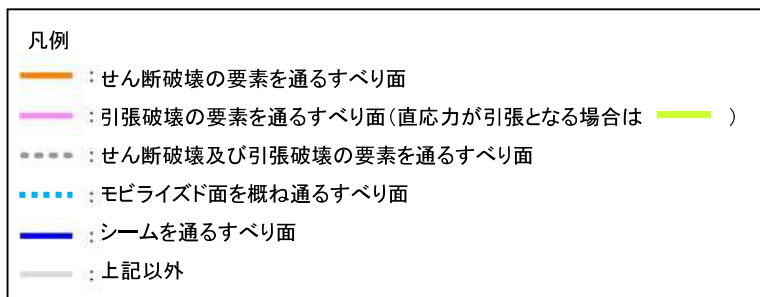 凡例
：せん断破壊の要素を通るすべり面
：引張破壊の要素を通るすべり面（直応力が引張となる場合は ）
：せん断破壊及び引張破壊の要素を通るすべり面
：モビライズド面を概ね通るすべり面
：シームを通るすべり面
：上記以外